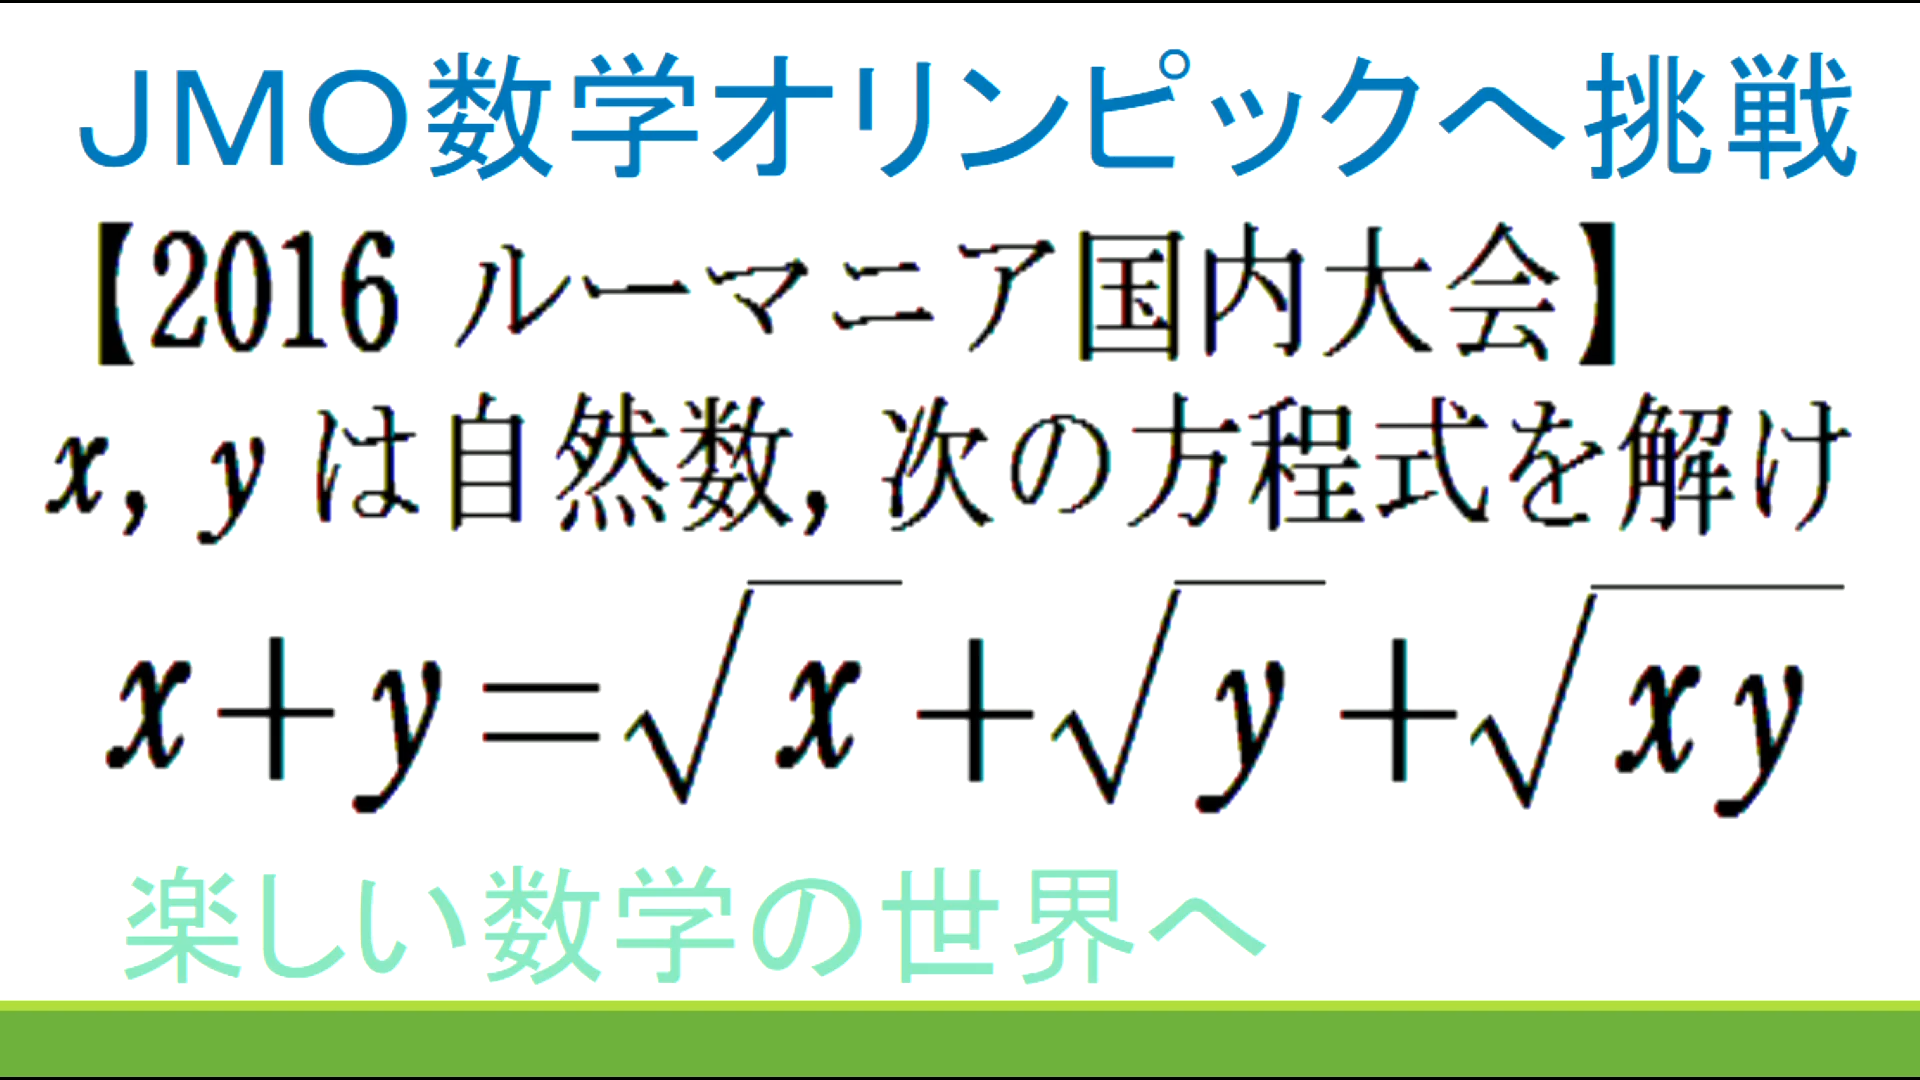 JMO数学オリンピックへ挑戦
【2016 ルーマニア国内大会】
x, y は自然数, 次の方程式を解け
x+y=√x+√y+√xy
楽しい数学の世界へ